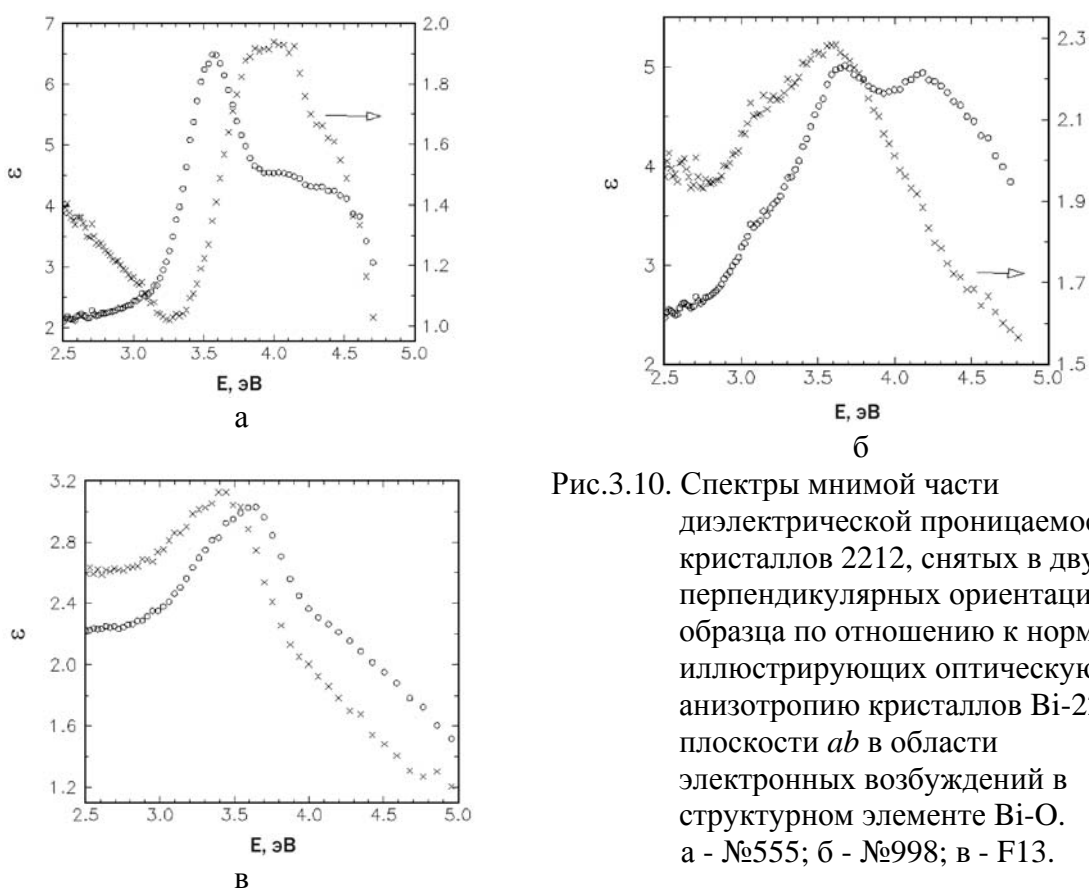 7
6
5
4
3
2
ε
2.0
1.8
1.6
1.4
1.2
1.0
2.5 3.0 3.5 4.0 4.5 5.0
E, эВ
а
5
4
3
2
ε
2.3
2.1
1.9
1.7
1.5
2.5 3.0 3.5 4.0 4.5 5.0
E, эВ
б
3.2
2.8
2.4
2.0
1.6
1.2
ε
2.5 3.0 3.5 4.0 4.5 5.0
E, эВ
в
Рис.3.10. Спектры мнимой части
диэлектрической проницаемос
кристаллов 2212, снятых в дву
перпендикулярных ориентаци
образца по отношению к норм
иллюстрирующих оптическую
анизотропию кристаллов Bi-2
плоскости ab в области
электронных возбуждений в
структурном элементе Bi-O.
а - №555; б - №998; в - F13.